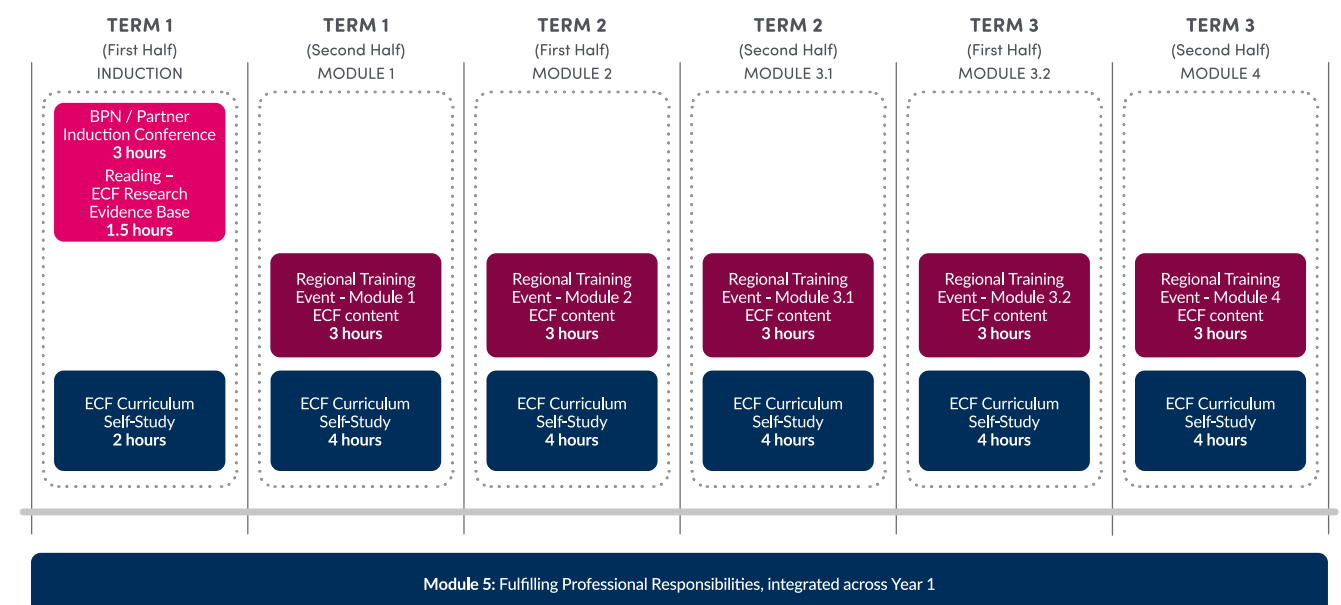 TERM 1
(First Half)
INDUCTION
TERM 1
(Second Half)
MODULE 1
TERM 2
(First Half)
MODULE 2
TERM 2
(Second Half)
MODULE 3.1
TERM 3
(First Half)
MODULE 3.2
TERM 3
(Second Half)
MODULE 4
BPN / Partner
Induction Conference
3 hours
Reading –
ECF Research
Evidence Base
1.5 hours
Regional Training
Event - Module 1
ECF content
3 hours
Regional Training
Event - Module 2
ECF content
3 hours
Regional Training
Event - Module 3.1
ECF content
3 hours
Regional Training
Event - Module 3.2
ECF content
3 hours
Regional Training
Event - Module 4
ECF content
3 hours
ECF Curriculum
Self-Study
2 hours
ECF Curriculum
Self-Study
4 hours
ECF Curriculum
Self-Study
4 hours
ECF Curriculum
Self-Study
4 hours
ECF Curriculum
Self-Study
4 hours
ECF Curriculum
Self-Study
4 hours
Module 5: Fulfilling Professional Responsibilities, integrated across Year 1